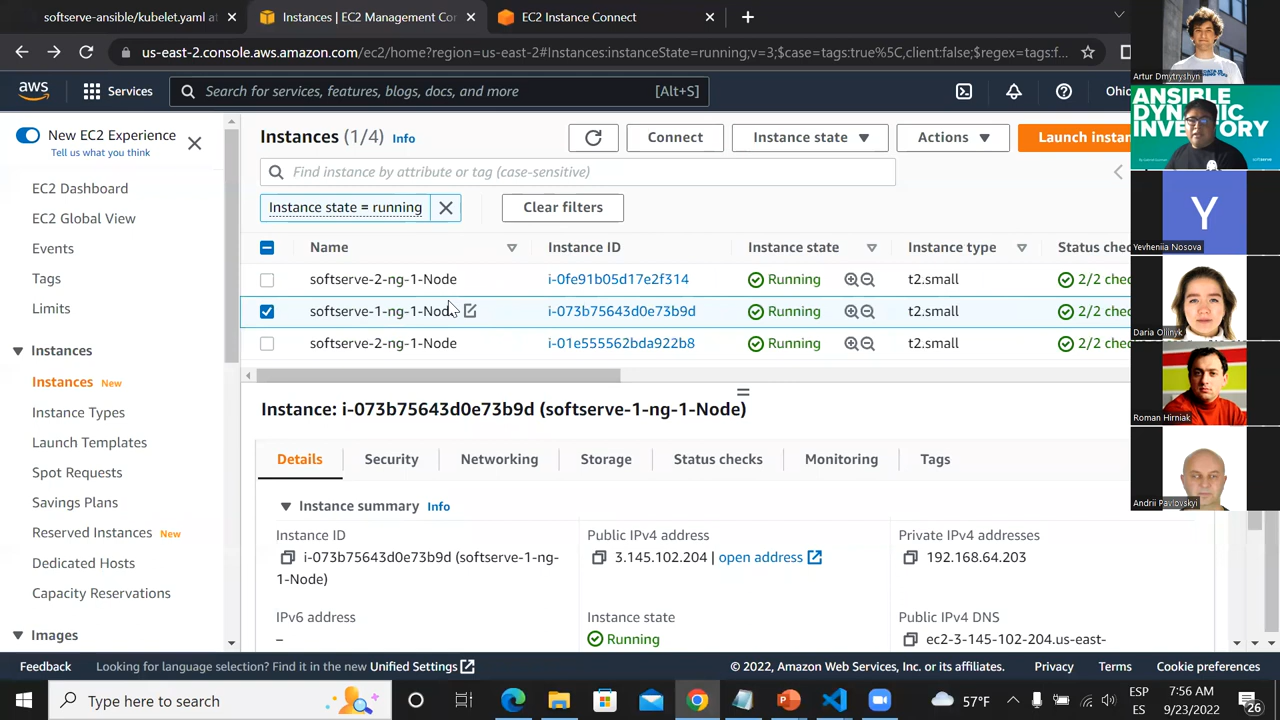 softserve-ansible/kubelet.yaml at
Instances | EC2 Management Con
EC2 Instance Connect
us-east-2.console.aws.amazon.com/ec2/home?region=us-east-2#Instances:instanceState=running;v=3;$case=tags:true%5C,client:false;$regex=tags:f...
aws
Services
Search for services, features, blogs, docs, and more
[Alt+S]
Ohio
New EC2 Experience
Tell us what you think
EC2 Dashboard
EC2 Global View
Events
Tags
Limits
Instances
Instances New
Instance Types
Launch Templates
Spot Requests
Savings Plans
Reserved Instances New
Dedicated Hosts
Capacity Reservations
Images
Instances (1/4) Info
Connect
Instance state
Actions
Launch instan
Find instance by attribute or tag (case-sensitive)
Instance state = running
Clear filters
Name Instance ID Instance state Instance type Status chec
softserve-2-ng-1-Node i-0fe91b05d17e2f314 Running t2.small 2/2 chec
softserve-1-ng-1-Node i-073b75643d0e73b9d Running t2.small 2/2 chec
softserve-2-ng-1-Node i-01e555562bda922b8 Running t2.small 2/2 chec
Instance: i-073b75643d0e73b9d (softserve-1-ng-1-Node)
Details Security Networking Storage Status checks Monitoring Tags
Instance summary Info
Instance ID
i-073b75643d0e73b9d (softserve-1-ng-
1-Node)
Public IPv4 address
3.145.102.204 | open address
Private IPv4 addresses
192.168.64.203
IPv6 address
–
Instance state
Running
Public IPv4 DNS
ec2-3-145-102-204.us-east-
Feedback
Looking for language selection? Find it in the new Unified Settings
© 2022, Amazon Web Services, Inc. or its affiliates.
Privacy
Terms
Cookie preferences
Artur Dmytryshyn
ANSIBLE
DYNAMIC
INVENTORY
softserve
Y
Yevheniia Nosova
Daria Oliinyk
Roman Hirniak
Andrii Pavlovskyi
Type here to search
57°F
ESP
ES
7:56 AM
9/23/2022
26